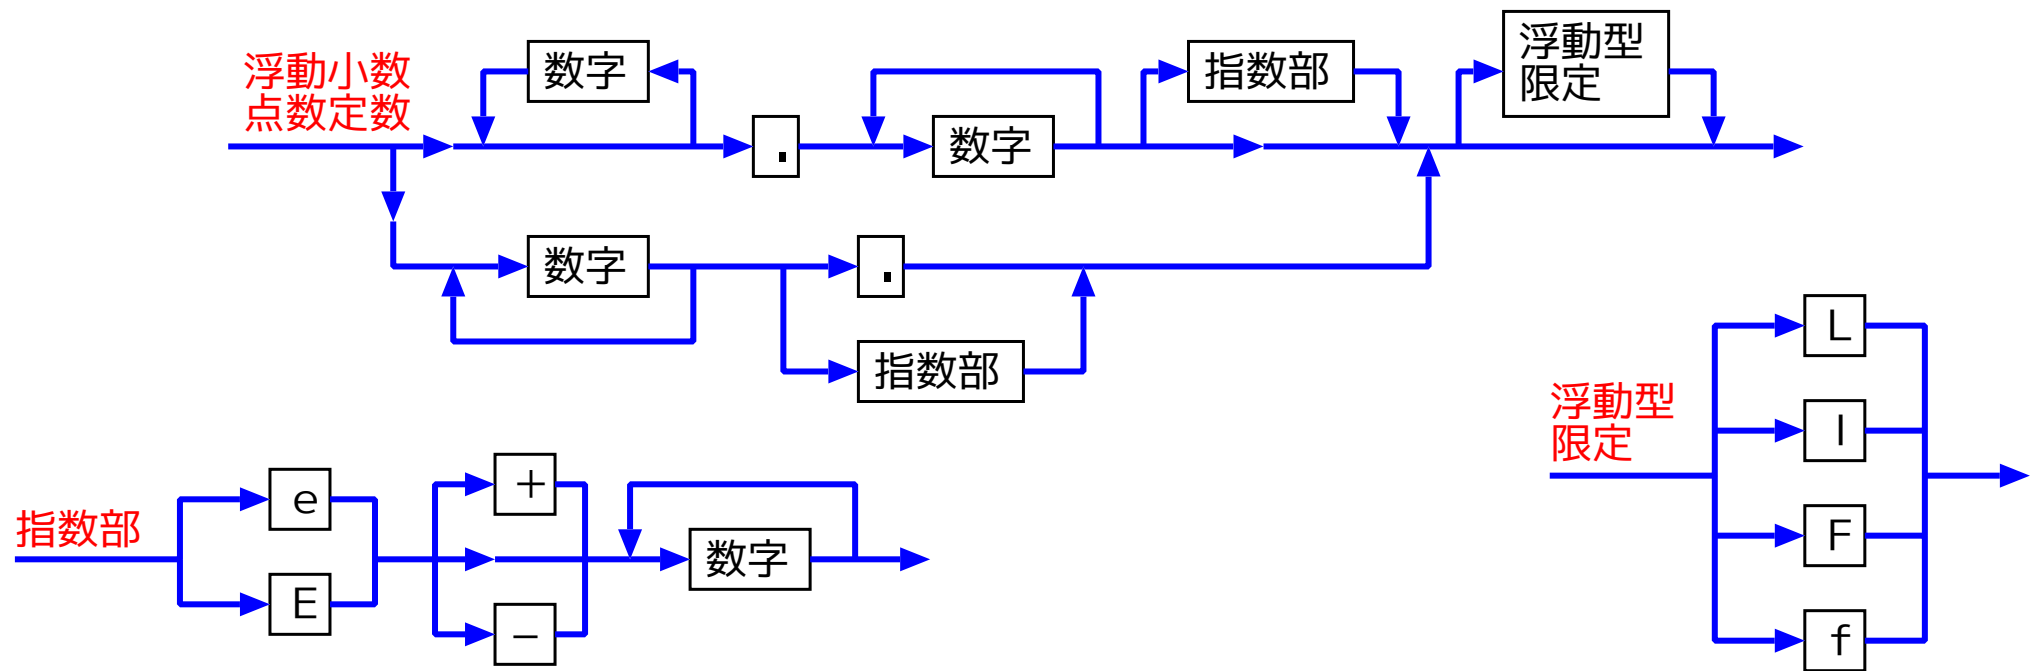 浮動小数
点数定数
数字
.
数字
指数部
浮動型
限定
数字
.
指数部
指数部
e
E
+
−
数字
浮動型
限定
L
l
F
f